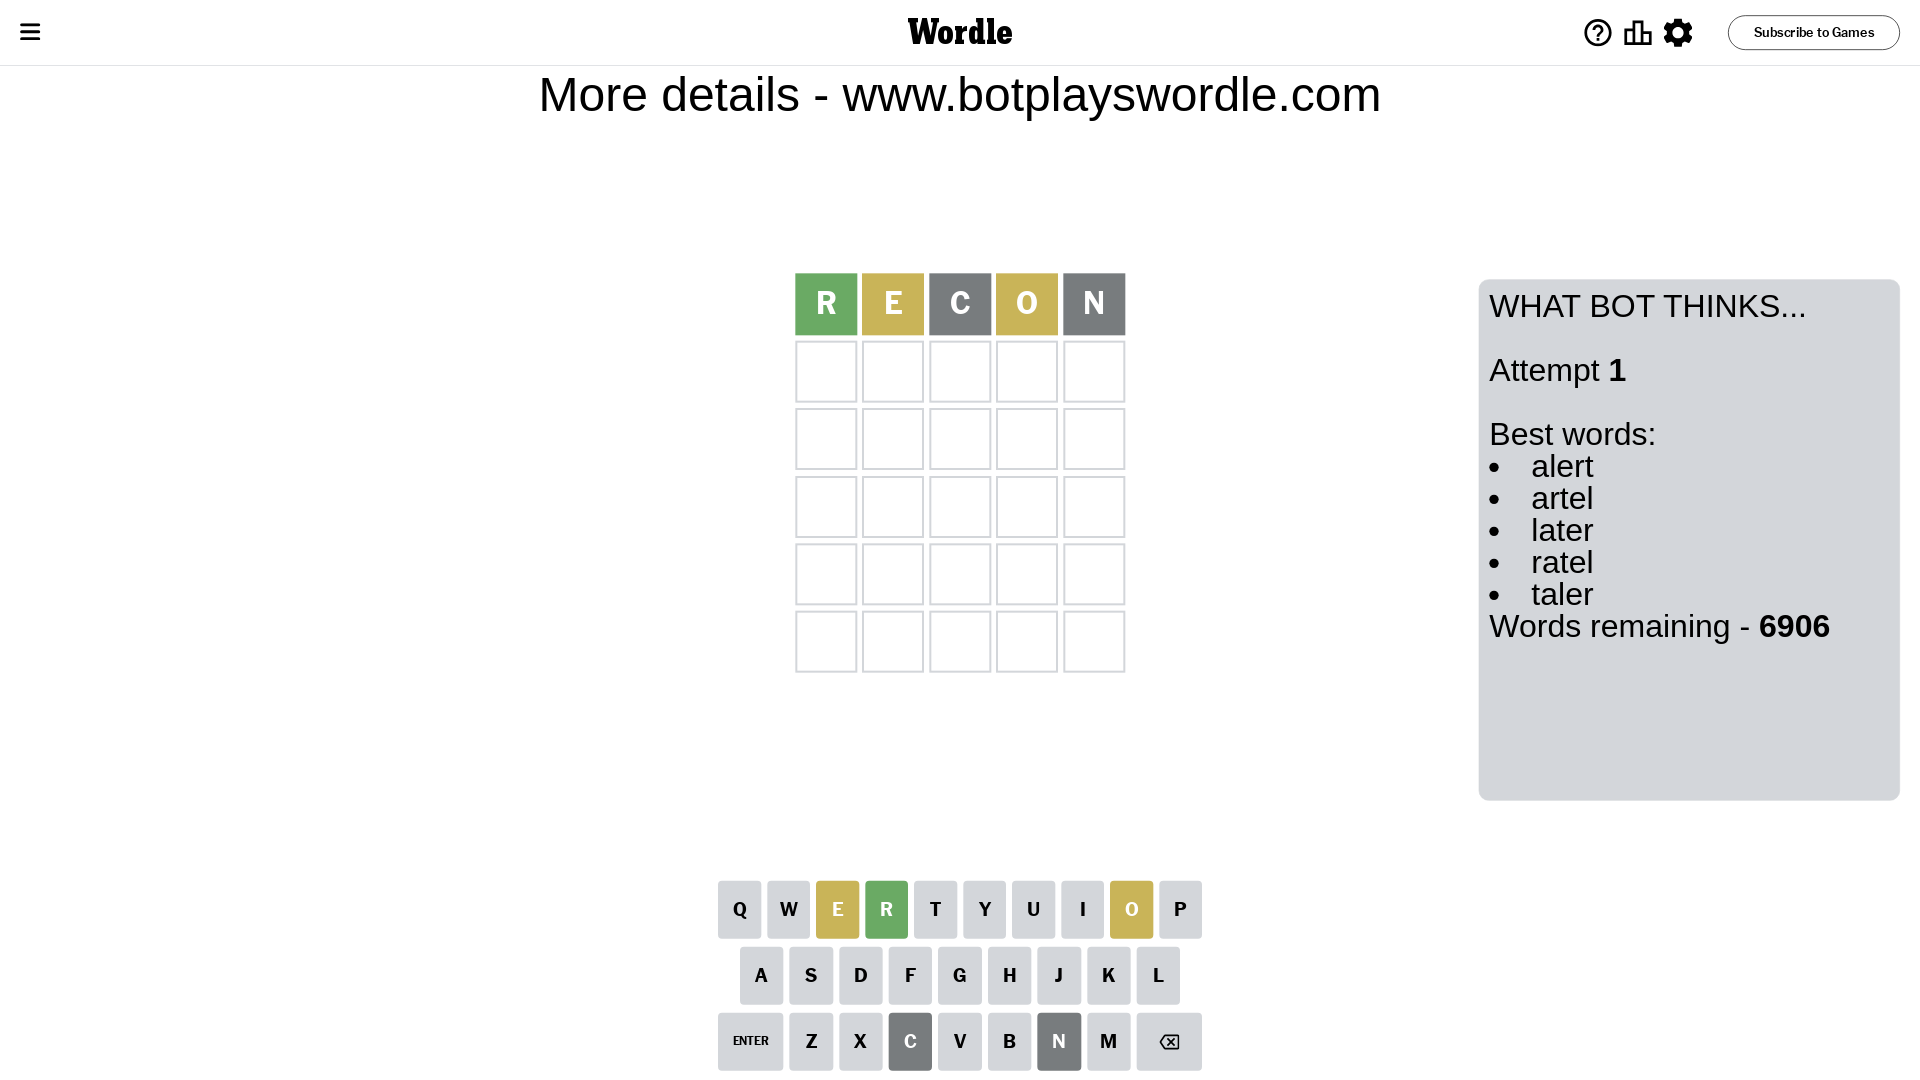 Wordle
Subscribe to Games
More details - www.botplayswordle.com
R E C O N
WHAT BOT THINKS...
Attempt 1
Best words:
• alert
• artel
• later
• ratel
• taler
Words remaining - 6906
Q W E R T Y U I O P
A S D F G H J K L
ENTER Z X C V B N M